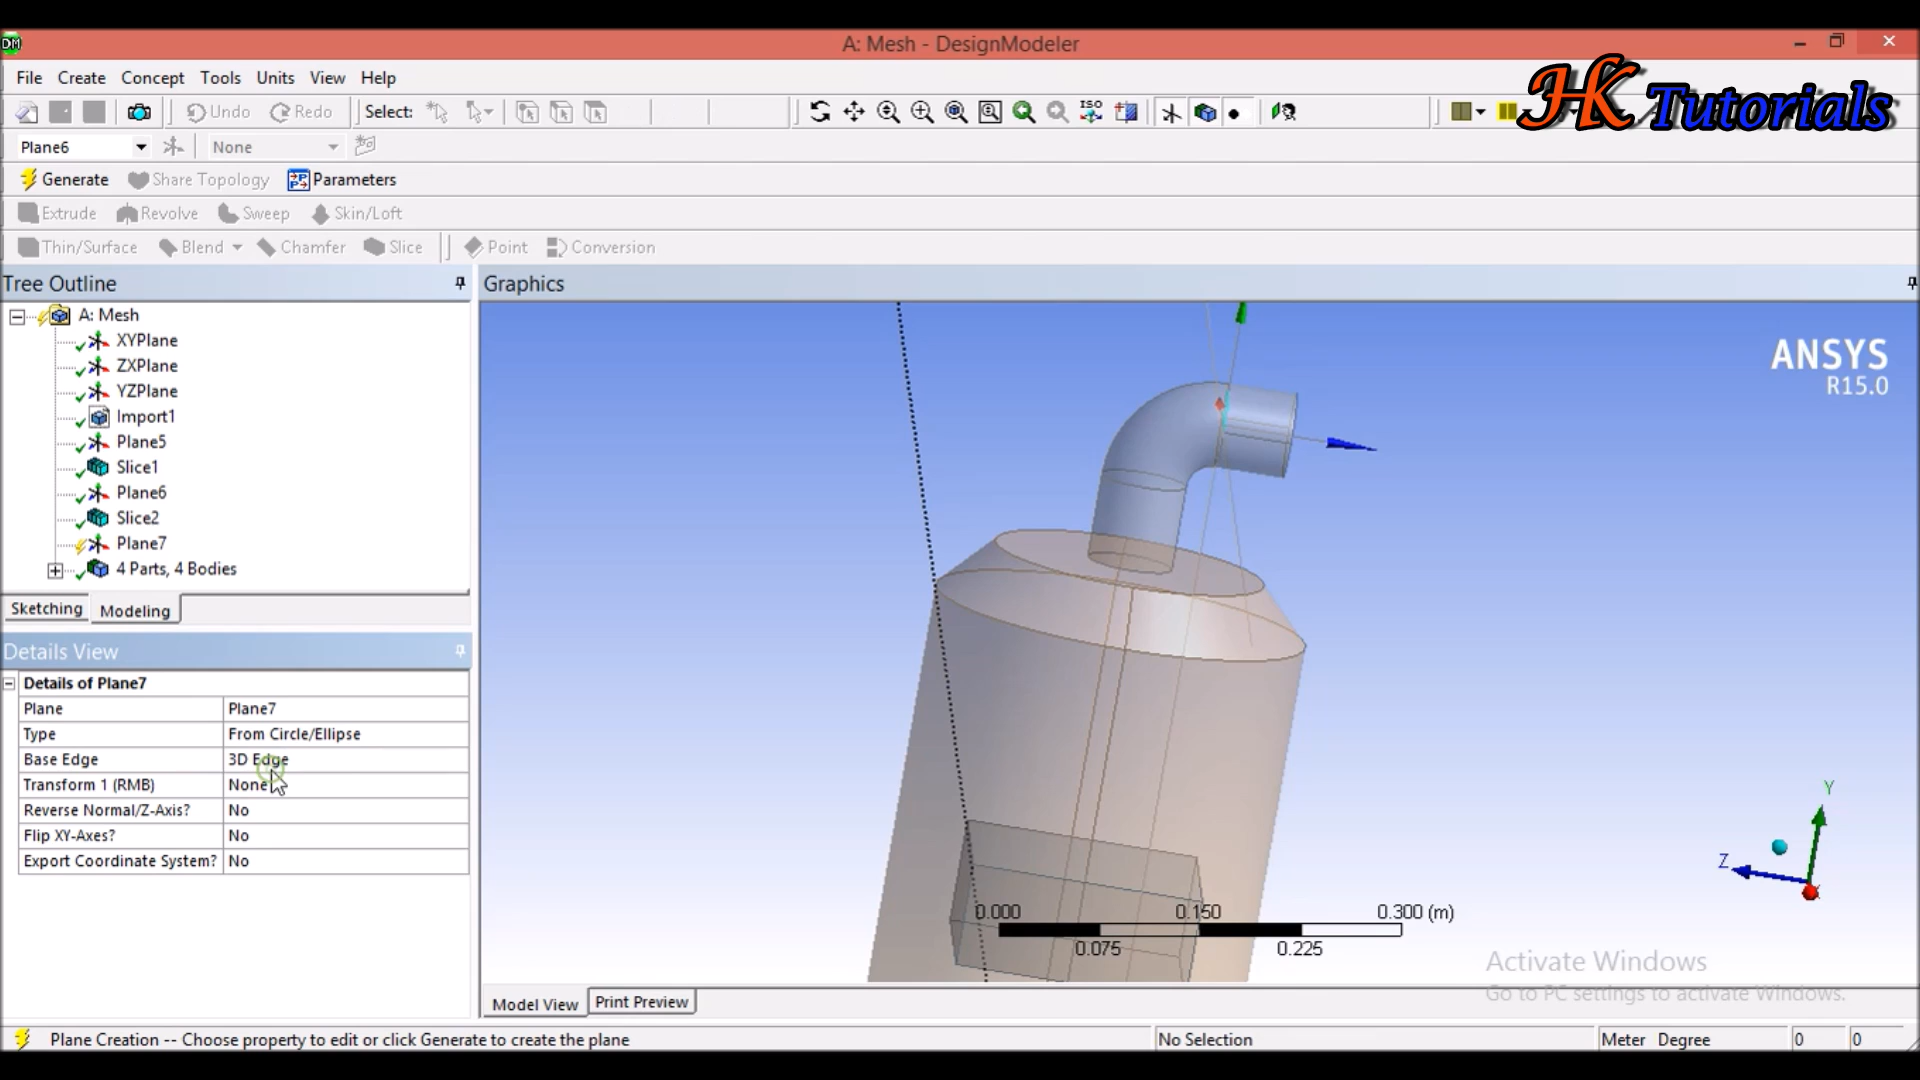 A: Mesh - DesignModeler
HK Tutorials
File Create Concept Tools Units View Help
Undo Redo Select: ISO
Plane6 None
Generate Share Topology Parameters
Extrude Revolve Sweep Skin/Loft
Thin/Surface Blend Chamfer Slice Point Conversion
Tree Outline
A: Mesh
XYPlane
ZXPlane
YZPlane
Import1
Plane5
Slice1
Plane6
Slice2
Plane7
4 Parts, 4 Bodies
Sketching Modeling
Details View
Details of Plane7
Plane Plane7
Type From Circle/Ellipse
Base Edge 3D Edge
Transform 1 (RMB) None
Reverse Normal/Z-Axis? No
Flip XY-Axes? No
Export Coordinate System? No
Graphics
ANSYS
R15.0
Y
Z
0.000 0.150 0.300 (m)
0.075 0.225
Activate Windows
Go to PC settings to activate Windows.
Model View Print Preview
Plane Creation -- Choose property to edit or click Generate to create the plane No Selection Meter Degree 0 0